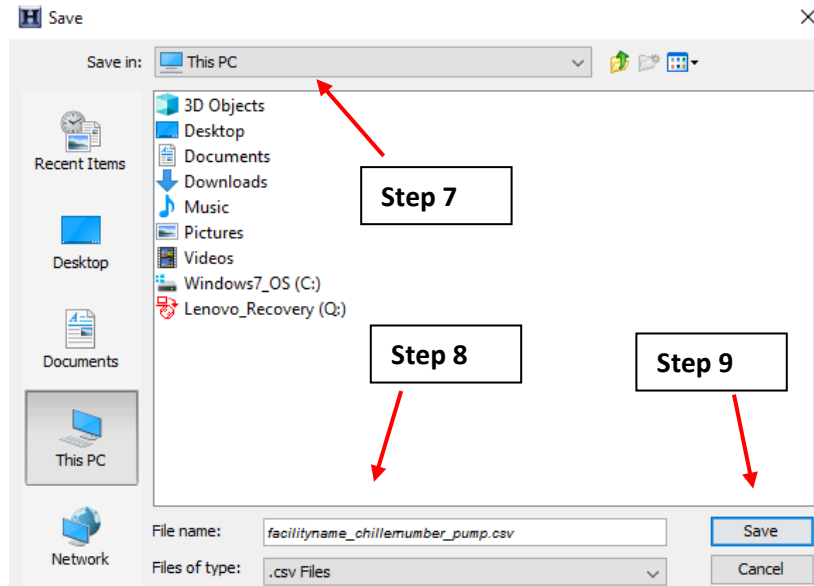 Save
Save in:
This PC
Recent Items
Desktop
Documents
This PC
Network
3D Objects
Desktop
Documents
Downloads
Music
Pictures
Videos
Windows7_OS (C:)
Lenovo_Recovery (Q:)
Step 7
Step 8
Step 9
File name:
facilityname_chillernumber_pump.csv
Save
Files of type:
.csv Files
Cancel